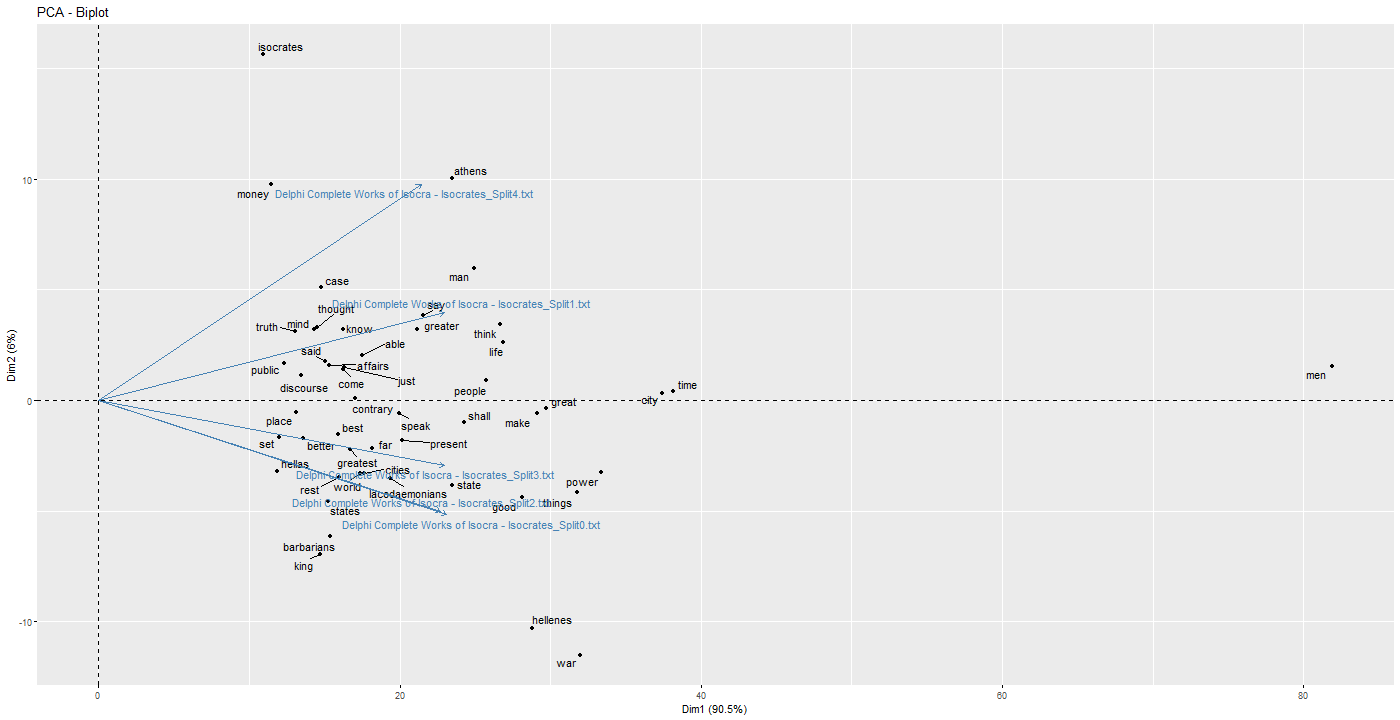 PCA - Biplot
isocrates
athens
money
Delphi Complete Works of Isocra - Isocrates_Split4.txt
man
case
Delphi Complete Works of Isocra - Isocrates_Split1.txt
say
thought
truth
mind
know
greater
think
able
life
said
affairs
public
just
come
discourse
people
men
time
city
great
contrary
shall
make
place
speak
best
set
better
far
present
greatest
hellas
cities
Delphi Complete Works of Isocra - Isocrates_Split3.txt
power
rest
world
state
lacodaemonians
Delphi Complete Works of Isocra - Isocrates_Split2.txt
good
things
states
Delphi Complete Works of Isocra - Isocrates_Split0.txt
barbarians
king
hellenes
war
Dim2 (6%)
10
0
-10
0
20
40
60
80
Dim1 (90.5%)